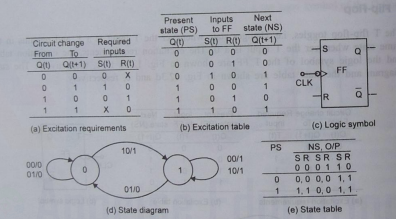 Circuit change Required
From To inputs
Q(t) Q(t+1) S(t) R(t)
0 0 0 X
0 1 1 0
1 0 0 1
1 1 X 0
(a) Excitation requirements
Present Inputs Next
state (PS) to FF state (NS)
Q(t) S(t) R(t) Q(t+1)
0 0 0 0
0 0 1 0
0 1 0 1
1 0 0 1
1 0 1 0
1 1 0 1
(b) Excitation table
S Q
CLK FF
R Q̅
(c) Logic symbol
10/1
00/0
01/0
0
1
00/1
10/1
01/0
(d) State diagram
PS NS, O/P
S R S R S R
0 0 0 1 1 0
0 0, 0 0, 0 1, 1
1 1, 1 0, 0 1, 1
(e) State table